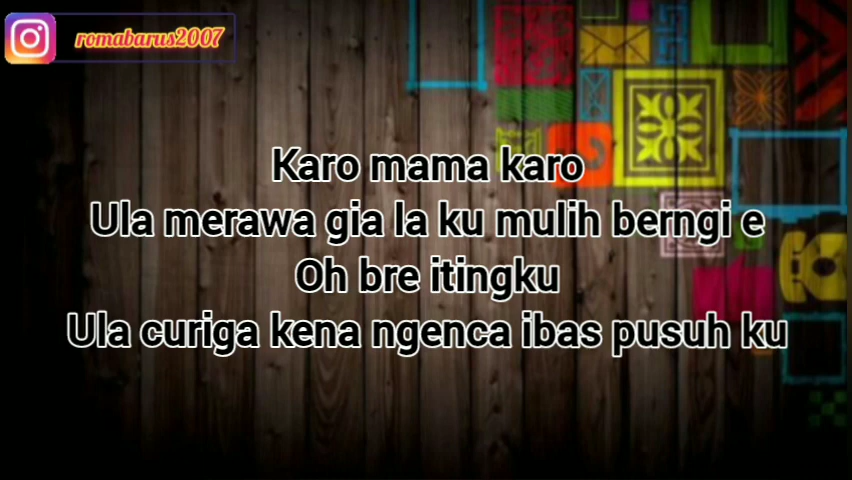 romabarus2007
Karo mama karo
Ula merawa gia la ku mulih berngi e
Oh bre itingku
Ula curiga kena ngenca ibas pusuh ku